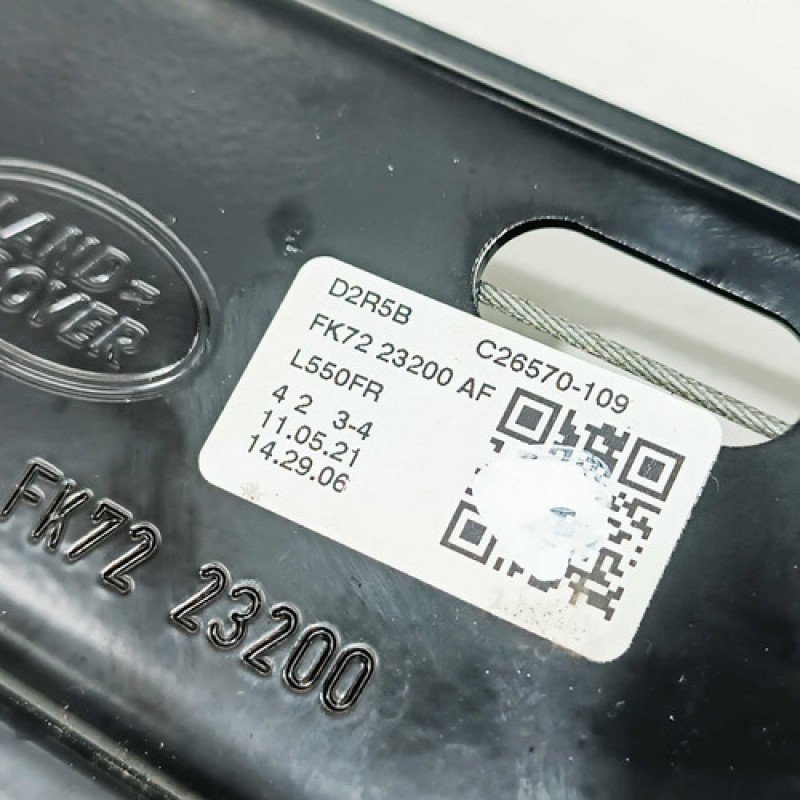 LAND
ROVER
D2R5B
C26570-109
FK72 23200 AF
L550FR
4 2 3-4
11.05.21
14.29.06
FK72 23200